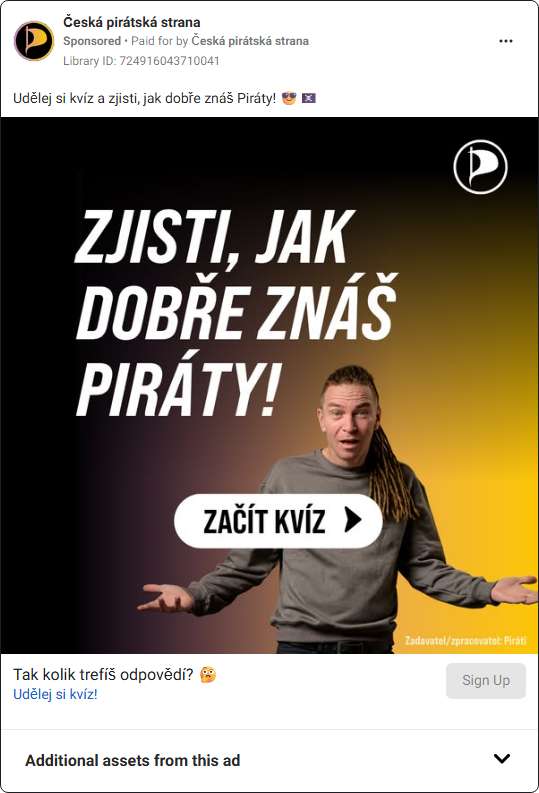 Česká pirátská strana
Sponsored • Paid for by Česká pirátská strana
Library ID: 724916043710041
Udělej si kvíz a zjisti, jak dobře znáš Piráty! 😎 🏴‍☠️
ZJISTI, JAK
DOBŘE ZNÁŠ
PIRÁTY!
ZAČÍT KVÍZ
Zadavatel/zpracovatel: Piráti
Tak kolik trefíš odpovědí? 🤔
Udělej si kvíz!
Sign Up
Additional assets from this ad